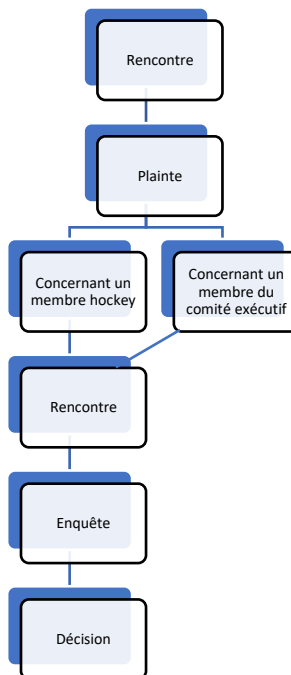 Rencontre
Plainte
Concernant un
membre hockey
Concernant un
membre du
comité exécutif
Rencontre
Enquête
Décision